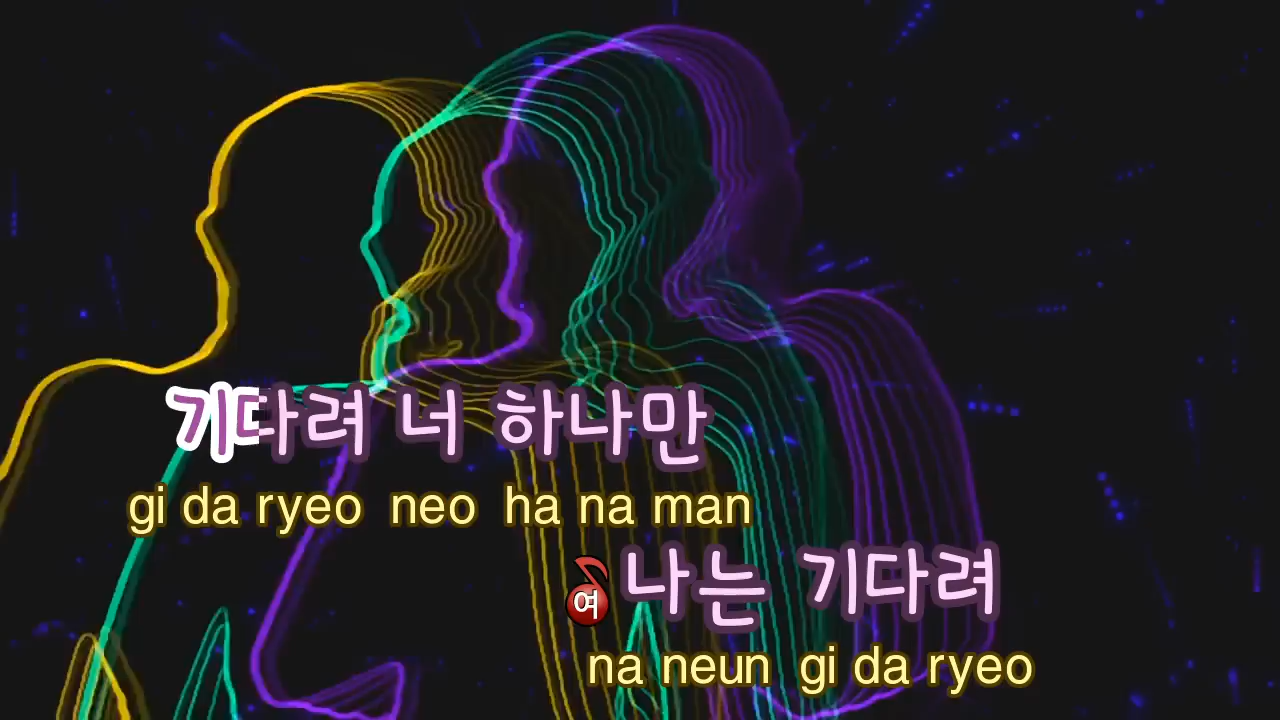 기다려 너 하나만
gi da ryeo neo ha na man
여 나는 기다려
na neun gi da ryeo